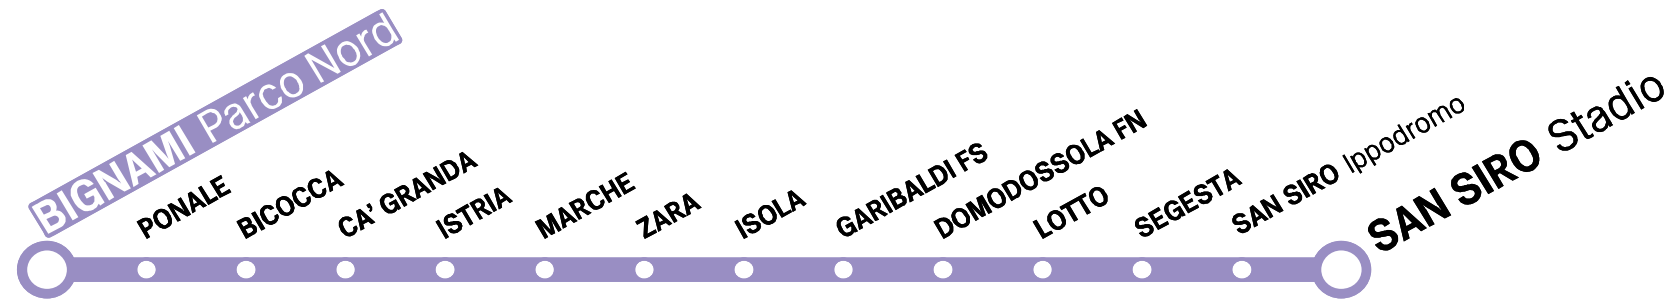 BIGNAMI Parco Nord
PONALE
BICOCCA
CA' GRANDA
ISTRIA
MARCHE
ZARA
ISOLA
GARIBALDI FS
DOMODOSSOLA FN
LOTTO
SEGESTA
SAN SIRO Ippodromo
SAN SIRO Stadio